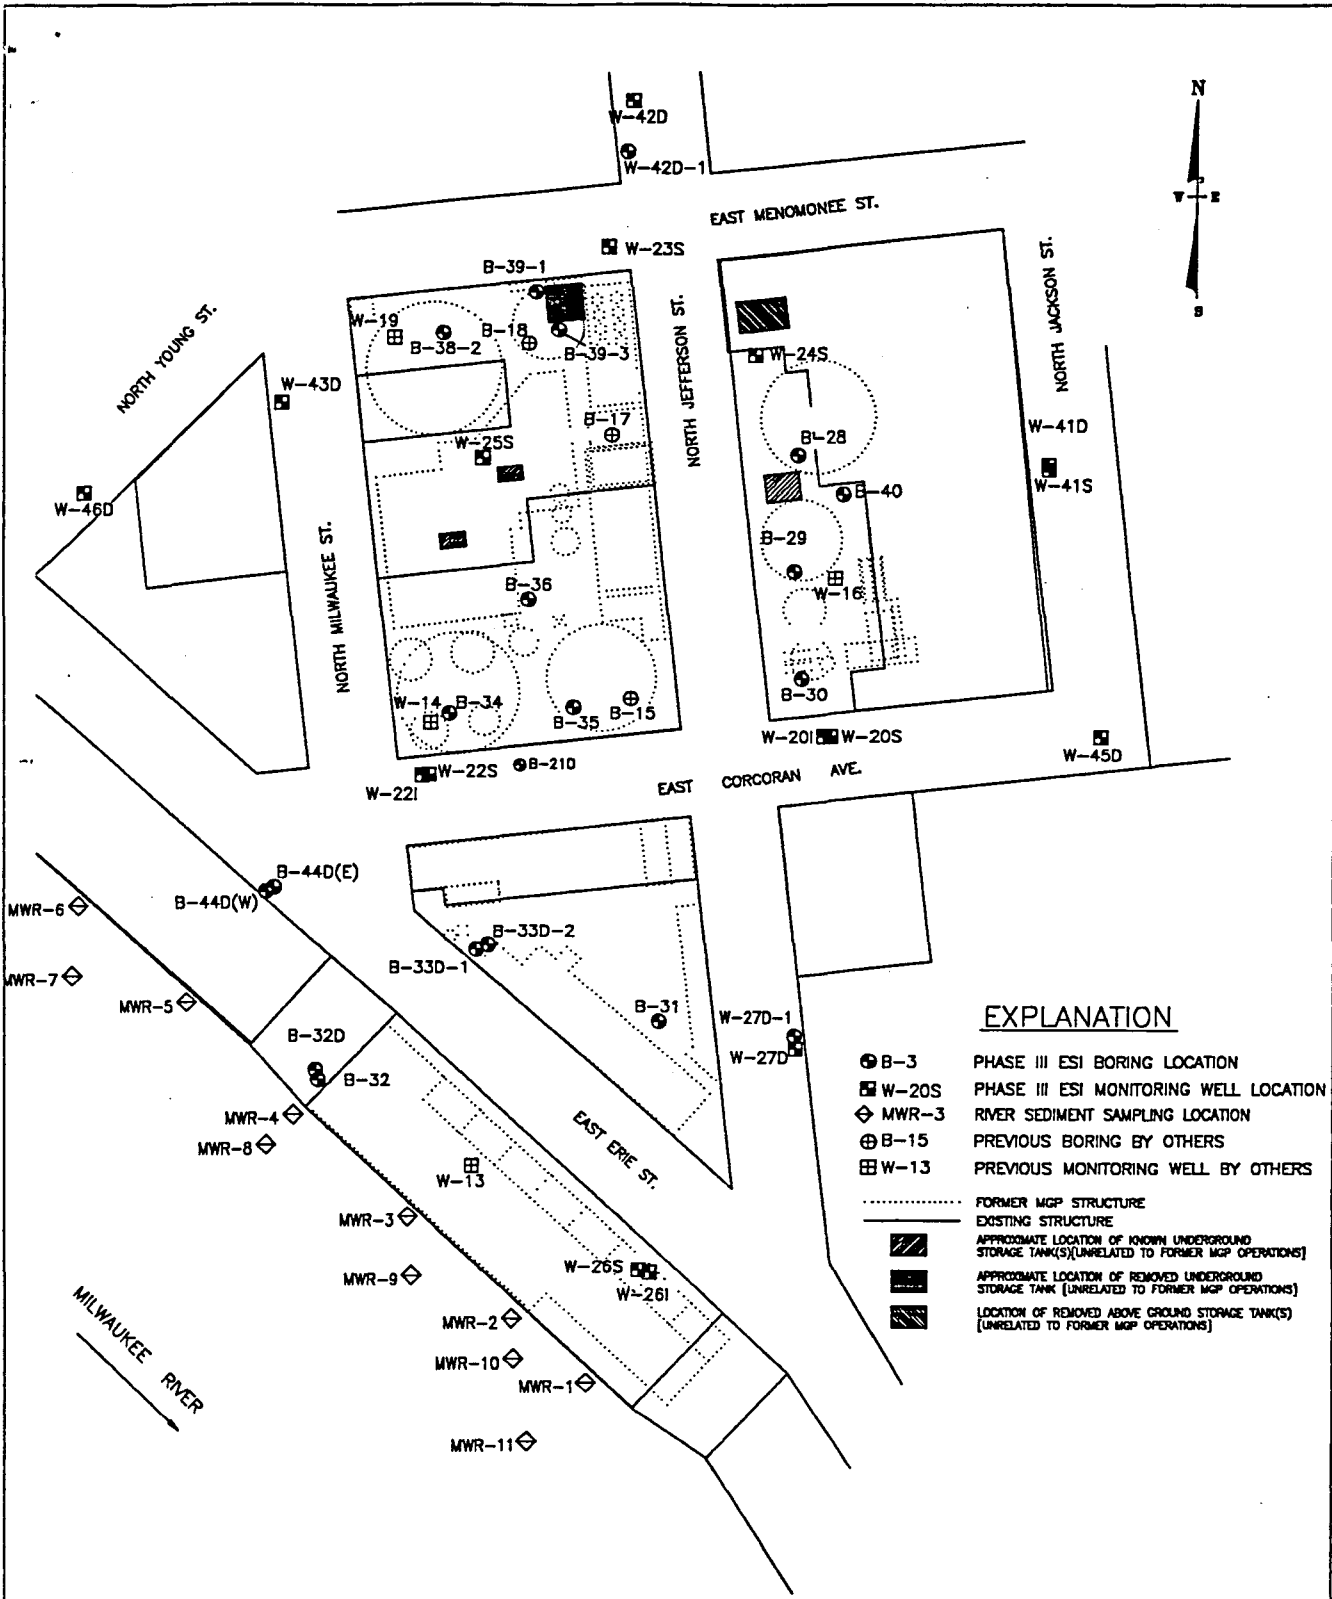 N
W-42D
W-42D-1
W E
EAST MENOMONEE ST.
W-23S
B-39-1
S
NORTH YOUNG ST.
W-19
B-38-2
B-18
B-39-3
NORTH JEFFERSON ST.
W-24S
NORTH JACKSON ST.
W-43D
B-17
W-25S
B-28
W-41D
W-41S
W-46D
B-40
NORTH MILWAUKEE ST.
B-29
B-36
W-16
W-14
B-34
B-35
B-15
B-30
W-20I
W-20S
W-45D
W-22S
B-21D
W-22I
EAST CORCORAN AVE.
B-44D(E)
B-44D(W)
MWR-6
B-33D-2
B-33D-1
MWR-7
MWR-5
B-31
W-27D-1
W-27D
B-32D
B-32
MWR-4
MWR-8
EAST ERIE ST.
W-13
MWR-3
W-26S
MWR-9
W-26I
MWR-2
MWR-10
MWR-1
MWR-11
MILWAUKEE RIVER
EXPLANATION
B-3 PHASE III ESI BORING LOCATION
W-20S PHASE III ESI MONITORING WELL LOCATION
MWR-3 RIVER SEDIMENT SAMPLING LOCATION
B-15 PREVIOUS BORING BY OTHERS
W-13 PREVIOUS MONITORING WELL BY OTHERS
FORMER MGP STRUCTURE
EXISTING STRUCTURE
APPROXIMATE LOCATION OF KNOWN UNDERGROUND
STORAGE TANK(S)[UNRELATED TO FORMER MGP OPERATIONS]
APPROXIMATE LOCATION OF REMOVED UNDERGROUND
STORAGE TANK [UNRELATED TO FORMER MGP OPERATIONS]
LOCATION OF REMOVED ABOVE GROUND STORAGE TANK(S)
[UNRELATED TO FORMER MGP OPERATIONS]